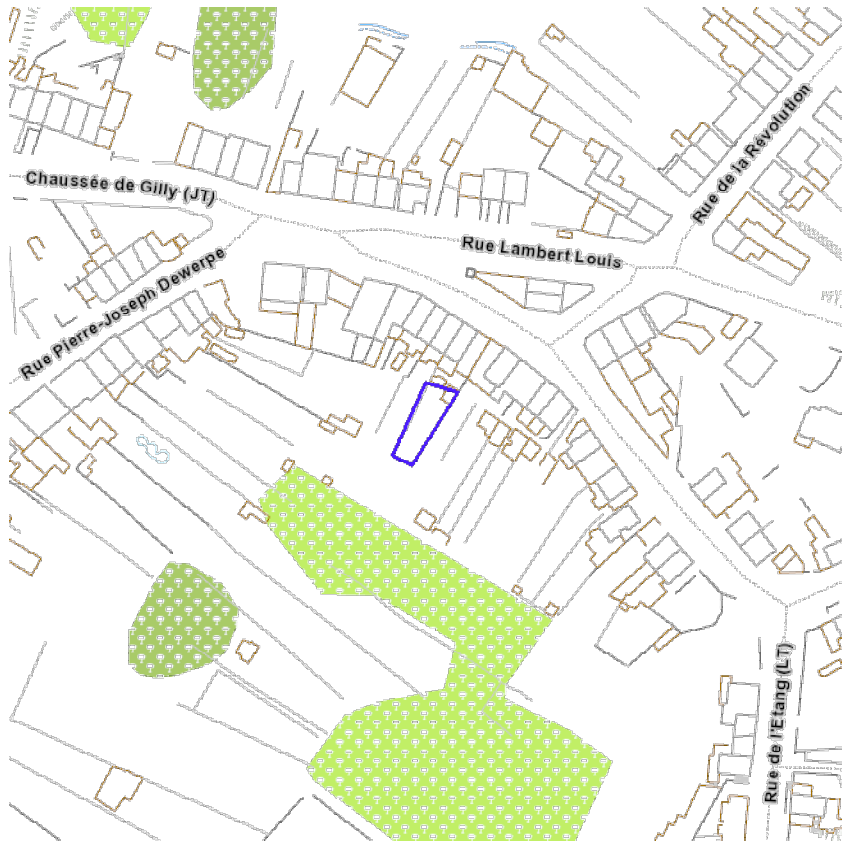 Chaussée de Gilly (JT)
Rue de la Révolution
Rue Lambert Louis
Rue Pierre-Joseph Dewerpe
Rue de l'Etang (LT)